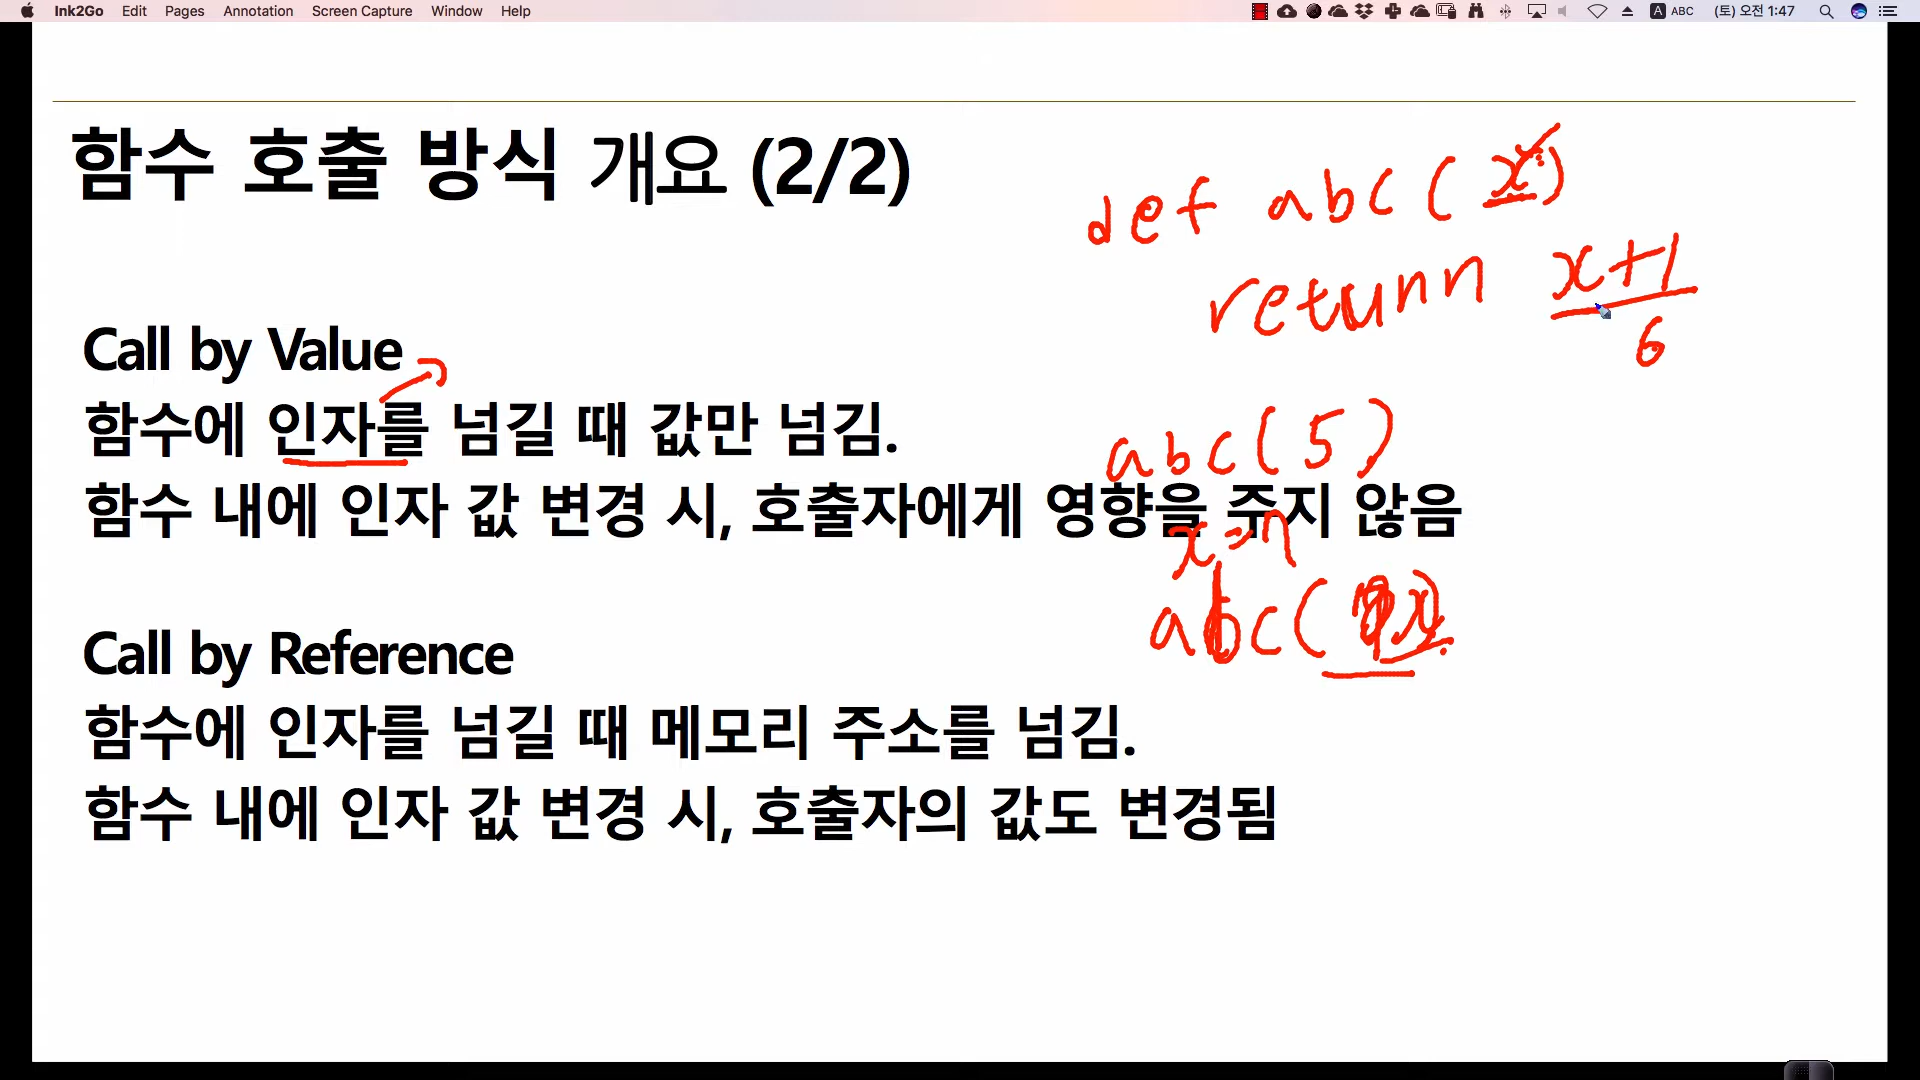 Ink2Go Edit Pages Annotation Screen Capture Window Help A ABC (토) 오전 1:47
함수 호출 방식 개요 (2/2)
def abc(x)
return x+1
6
Call by Value
함수에 인자를 넘길 때 값만 넘김.
abc(5)
함수 내에 인자 값 변경 시, 호출자에게 영향을 주지 않음
x=7
abc( x)
Call by Reference
함수에 인자를 넘길 때 메모리 주소를 넘김.
함수 내에 인자 값 변경 시, 호출자의 값도 변경됨